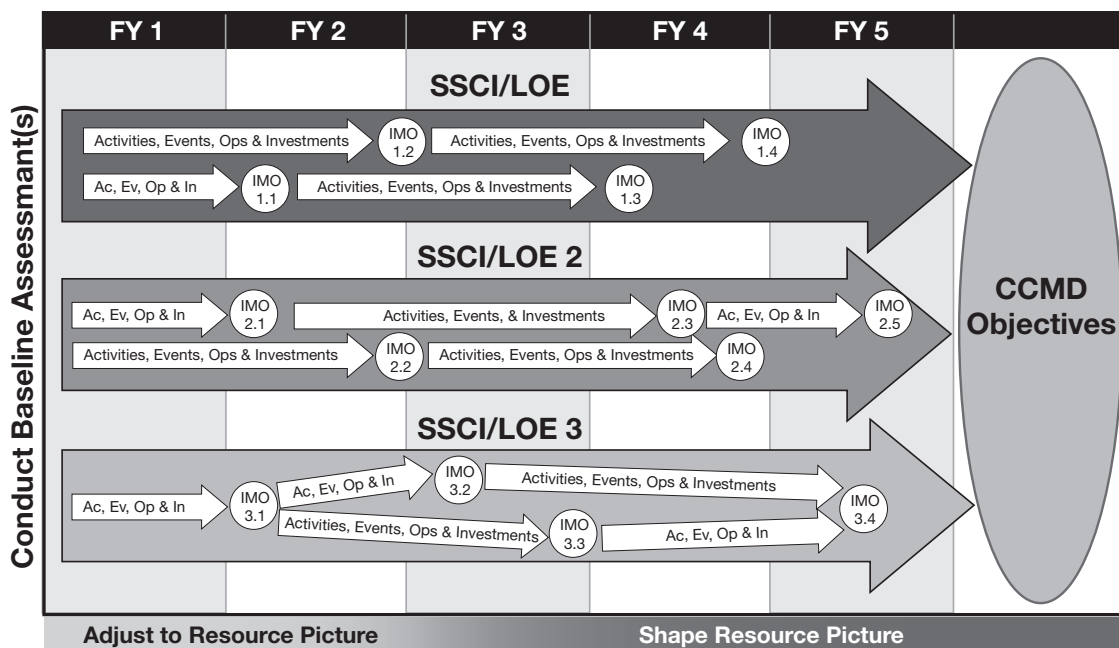 FY 1 FY 2 FY 3 FY 4 FY 5
Conduct Baseline Assessmant(s)
SSCI/LOE
Activities, Events, Ops & Investments
IMO
1.2
Activities, Events, Ops & Investments
IMO
1.4
Ac, Ev, Op & In
IMO
1.1
Activities, Events, Ops & Investments
IMO
1.3
SSCI/LOE 2
Ac, Ev, Op & In
IMO
2.1
Activities, Events, & Investments
IMO
2.3
Ac, Ev, Op & In
IMO
2.5
Activities, Events, Ops & Investments
IMO
2.2
Activities, Events, Ops & Investments
IMO
2.4
SSCI/LOE 3
Ac, Ev, Op & In
IMO
3.1
Ac, Ev, Op & In
IMO
3.2
Activities, Events, Ops & Investments
Activities, Events, Ops & Investments
IMO
3.3
Ac, Ev, Op & In
IMO
3.4
CCMD
Objectives
Adjust to Resource Picture
Shape Resource Picture